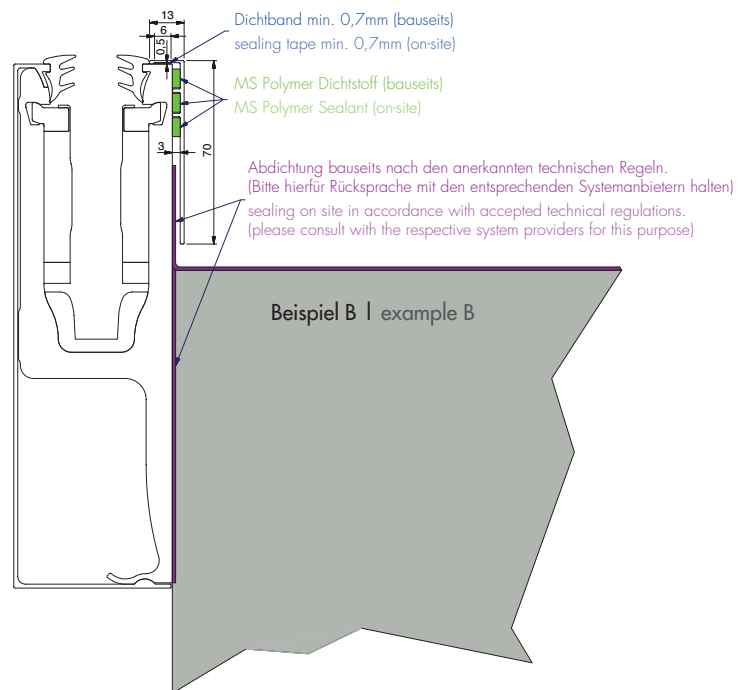 13
6
0,5
Dichtband min. 0,7mm (bauseits)
sealing tape min. 0,7mm (on-site)
MS Polymer Dichtstoff (bauseits)
MS Polymer Sealant (on-site)
3
70
Abdichtung bauseits nach den anerkannten technischen Regeln.
(Bitte hierfür Rücksprache mit den entsprechenden Systemanbietern halten)
sealing on site in accordance with accepted technical regulations.
(please consult with the respective system providers for this purpose)
Beispiel B | example B